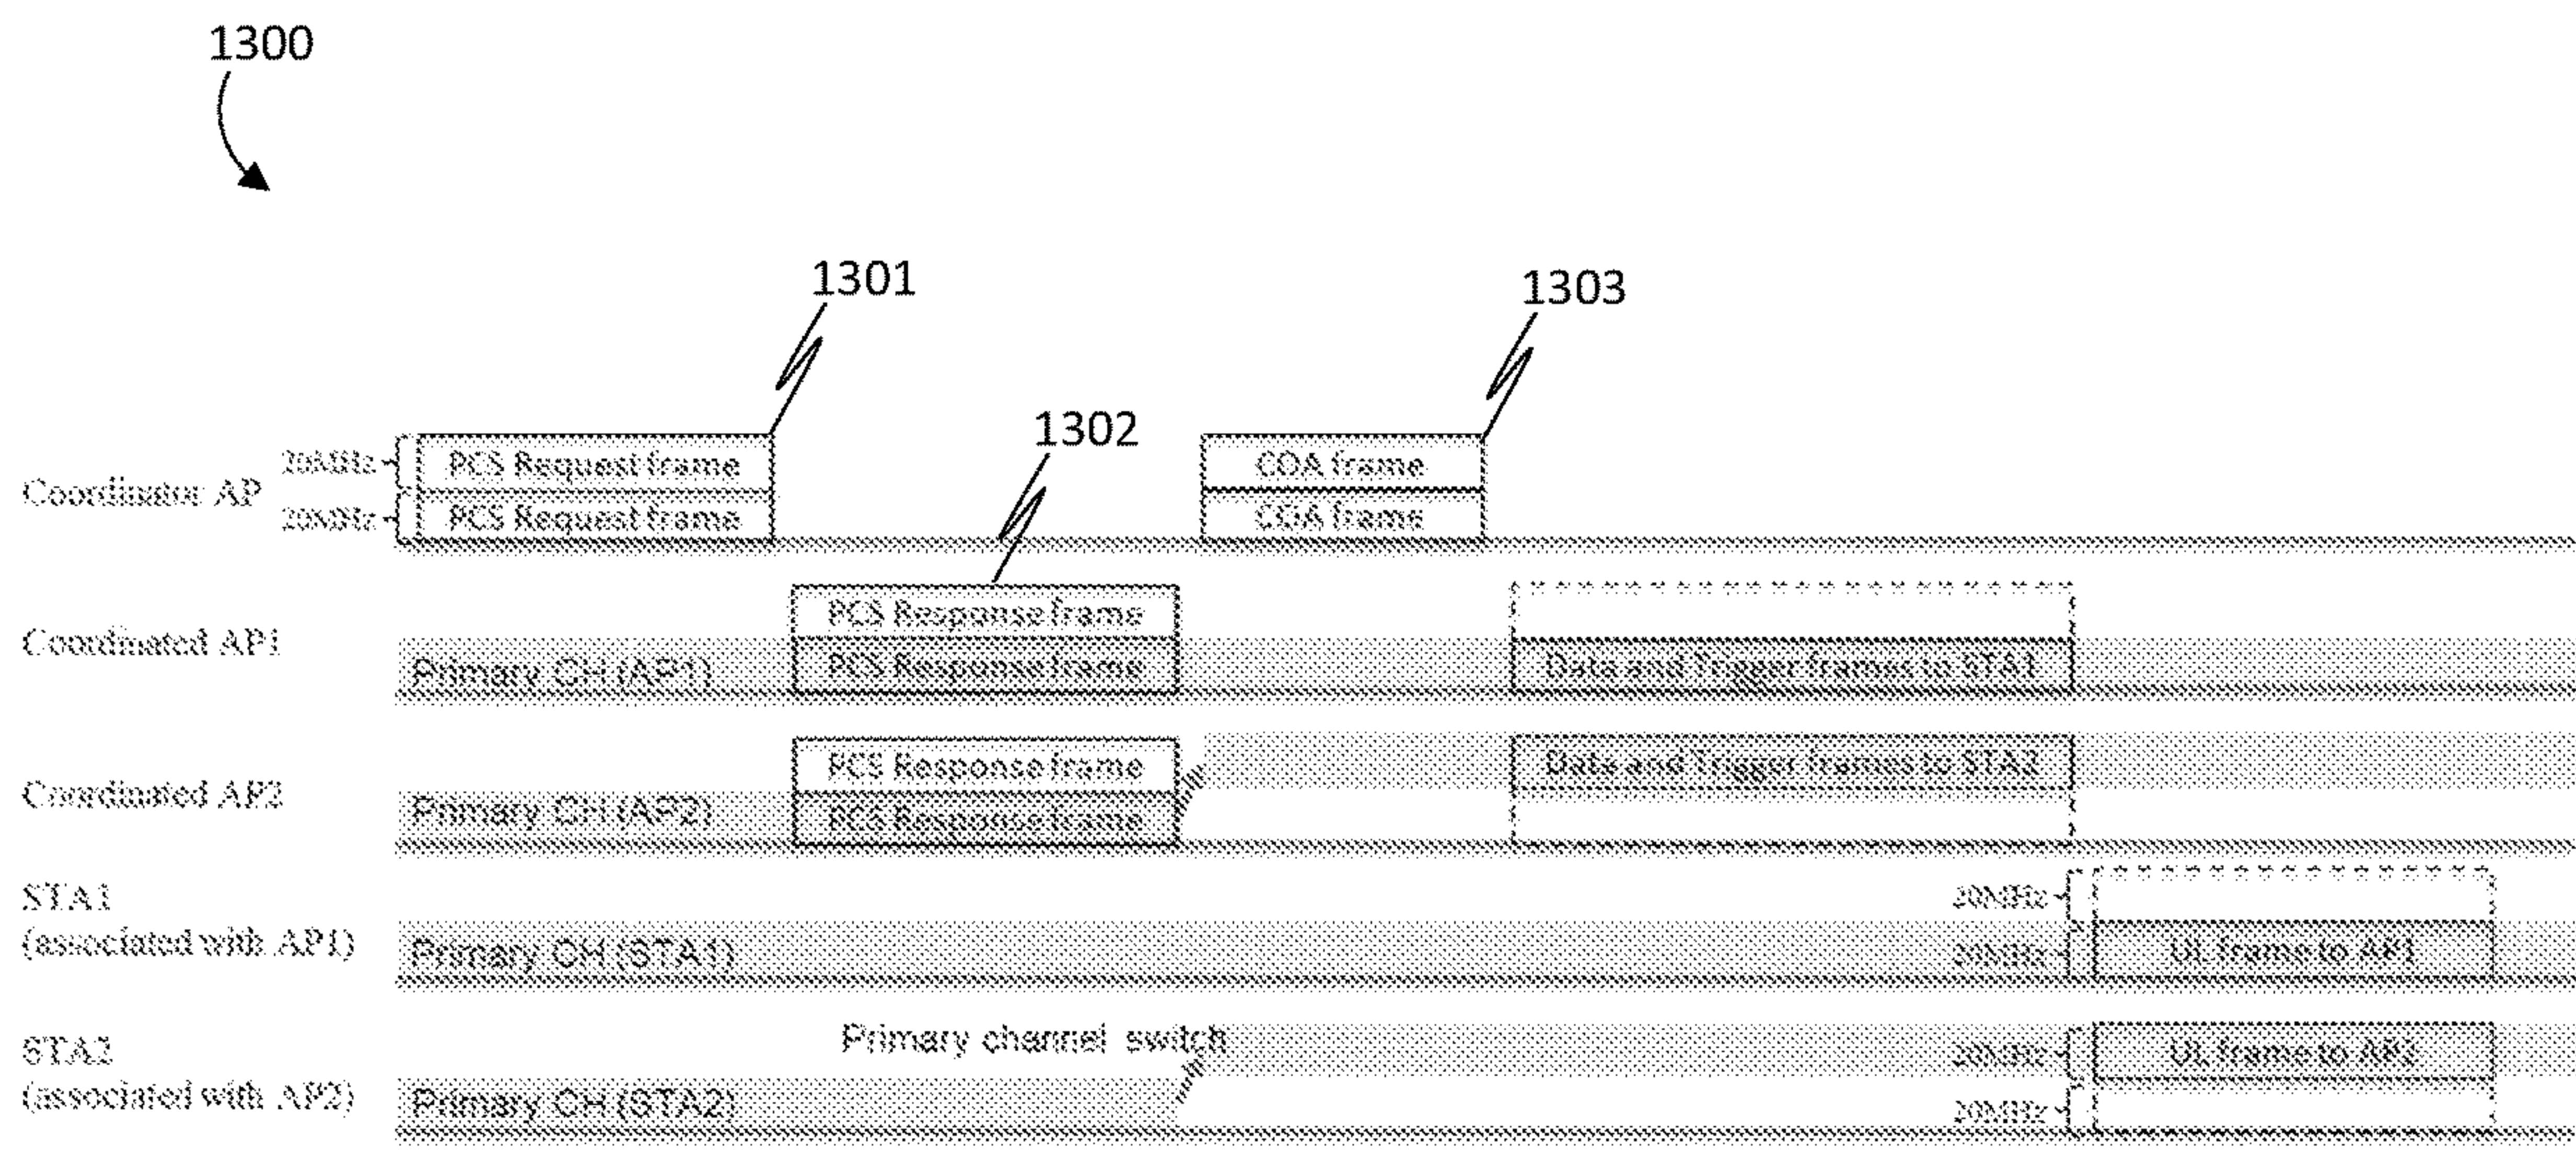 1300
1301
1303
1302
Coordinator AP
20MHz
PCS Request frame
COA frame
20MHz
PCS Request frame
COA frame
Coordinated AP1
PCS Response frame
Primary CH (AP1)
PCS Response frame
Data and Trigger frames to STA1
Coordinated AP2
PCS Response frame
Data and Trigger frames to STA2
Primary CH (AP2)
PCS Response frame
STA1
(associated with AP1)
20MHz
Primary CH (STA1)
20MHz
UL frame to AP1
STA2
(associated with AP2)
Primary channel switch
20MHz
UL frame to
Primary CH (STA2)
20MHz